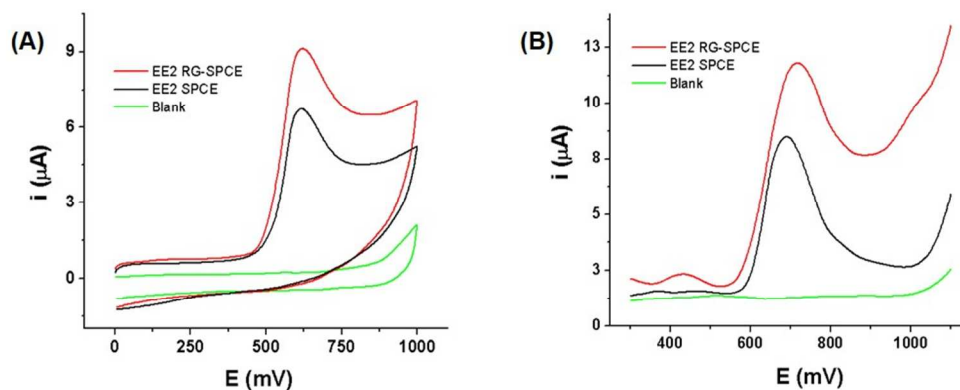 (A)
EE2 RG-SPCE
EE2 SPCE
Blank
9
6
3
0
i (µA)
0 250 500 750 1000
E (mV)
(B)
EE2 RG-SPCE
EE2 SPCE
Blank
13
10
8
5
3
0
i (µA)
400 600 800 1000
E (mV)